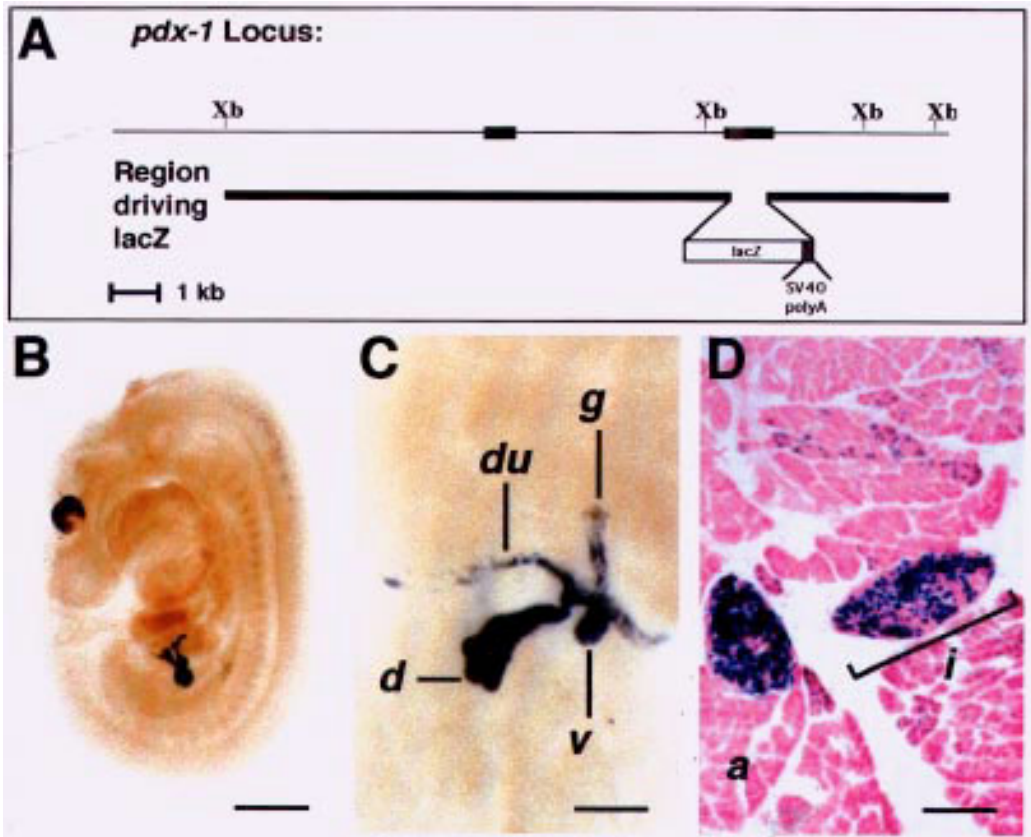 A
pdx-1 Locus:
Xb Xb Xb Xb
Region
driving
lacZ
lacZ
SV40
polyA
1 kb
B
C
D
g
du
d
v
i
a